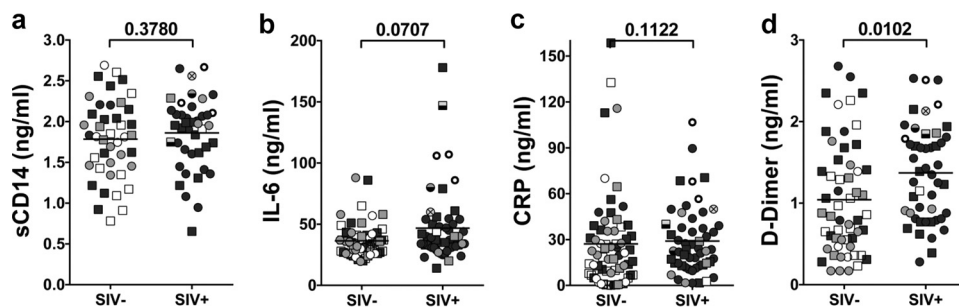 a
0.3780
sCD14 (ng/ml)
3.0
2.5
2.0
1.5
1.0
0.5
0.0
SIV-
SIV+
b
0.0707
IL-6 (ng/ml)
200
150
100
50
0
SIV-
SIV+
c
0.1122
CRP (ng/ml)
150
120
90
60
30
0
SIV-
SIV+
d
0.0102
D-Dimer (ng/ml)
3
2
1
0
SIV-
SIV+